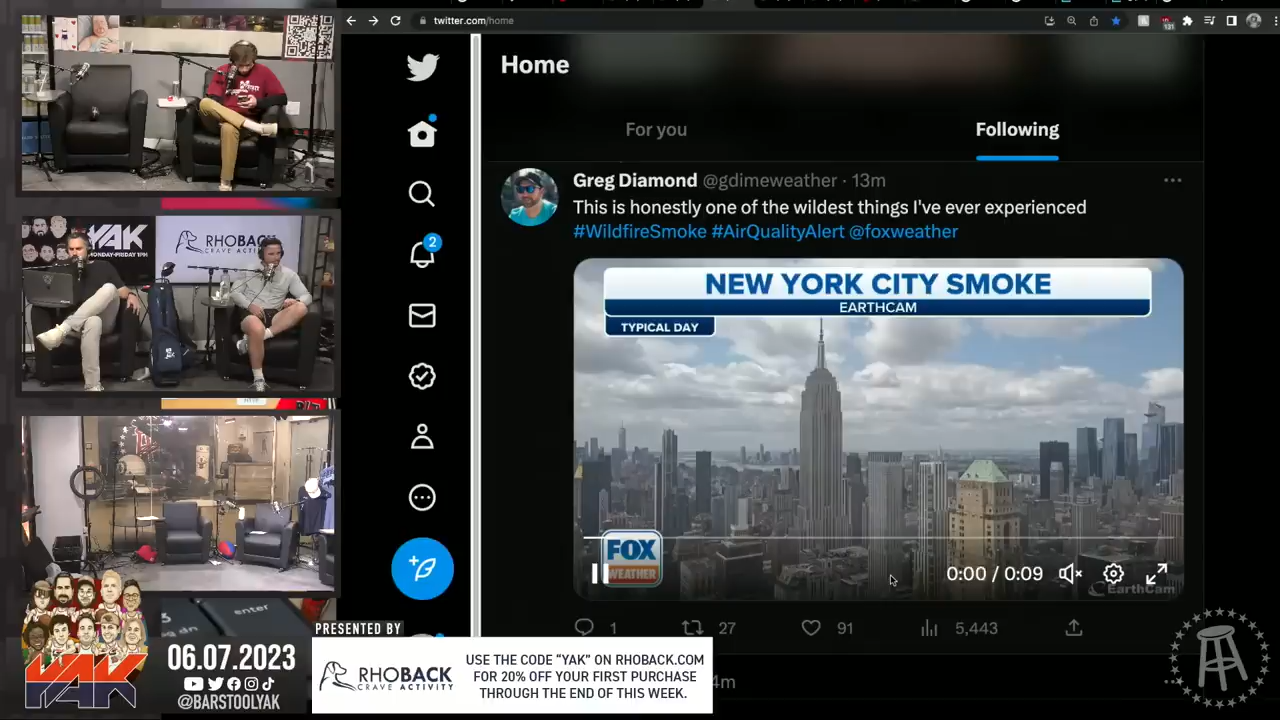 twitter.com/home
Home
For you
Following
Greg Diamond @gdimeweather · 13m
This is honestly one of the wildest things I've ever experienced
#WildfireSmoke #AirQualityAlert @foxweather
NEW YORK CITY SMOKE
EARTHCAM
TYPICAL DAY
FOX
WEATHER
0:00 / 0:09
EarthCam
1
27
91
5,443
2
YAK
MONDAY-FRIDAY 1PM
RHOBACK
CRAVE ACTIVITY
enter
YAK
06.07.2023
@BARSTOOLYAK
PRESENTED BY
RHOBACK
CRAVE ACTIVITY
USE THE CODE "YAK" ON RHOBACK.COM
FOR 20% OFF YOUR FIRST PURCHASE
THROUGH THE END OF THIS WEEK.